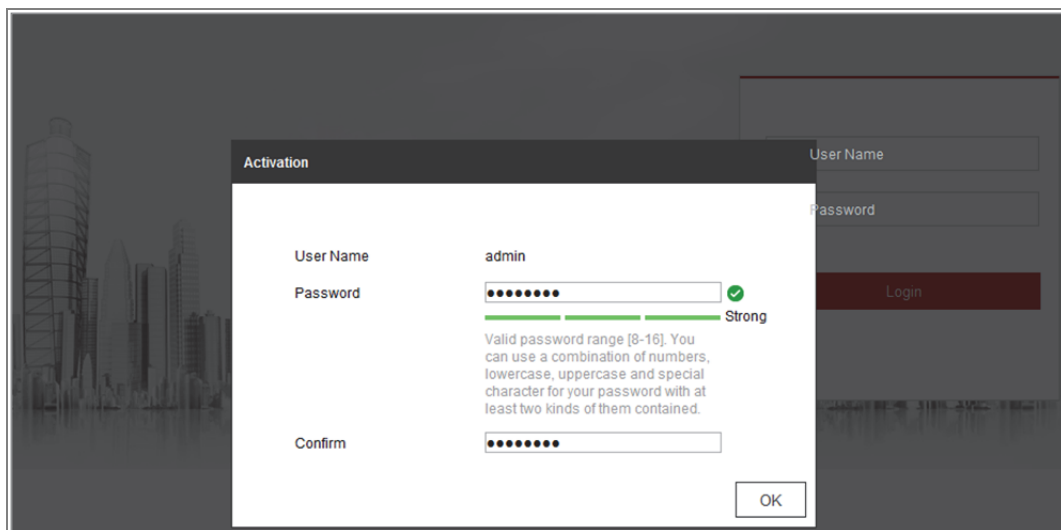 Activation
User Name
Password
Login
User Name admin
Password ●●●●●●●●
Strong
Valid password range [8-16]. You
can use a combination of numbers,
lowercase, uppercase and special
character for your password with at
least two kinds of them contained.
Confirm ●●●●●●●●
OK